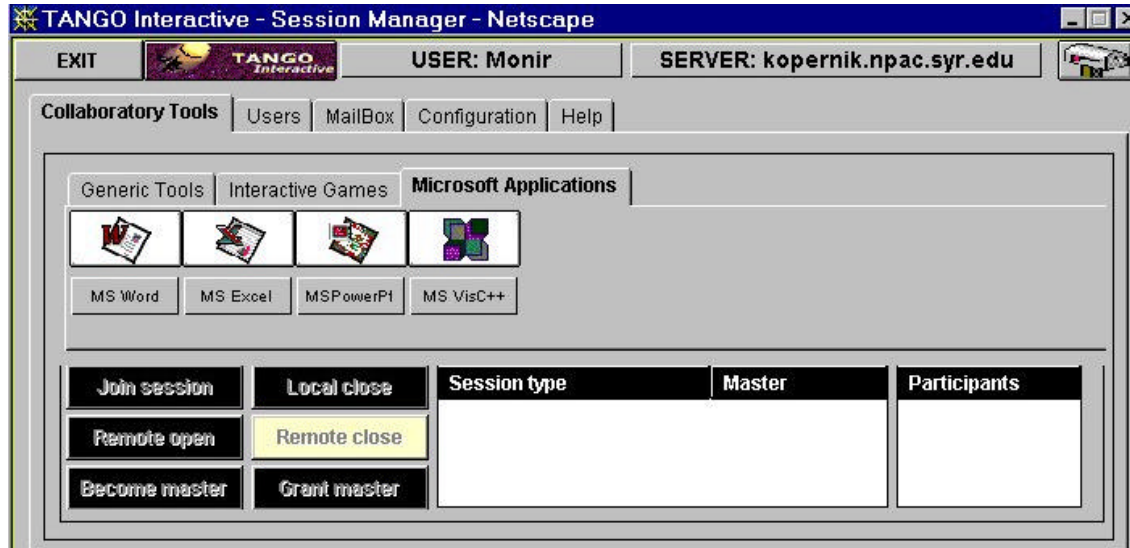 TANGO Interactive - Session Manager - Netscape
EXIT TANGO Interactive USER: Monir SERVER: kopernik.npac.syr.edu
Collaboratory Tools Users MailBox Configuration Help
Generic Tools Interactive Games Microsoft Applications
MS Word MS Excel MSPowerPt MS VisC++
Join session Local close Session type Master Participants
Remote open Remote close
Become master Grant master